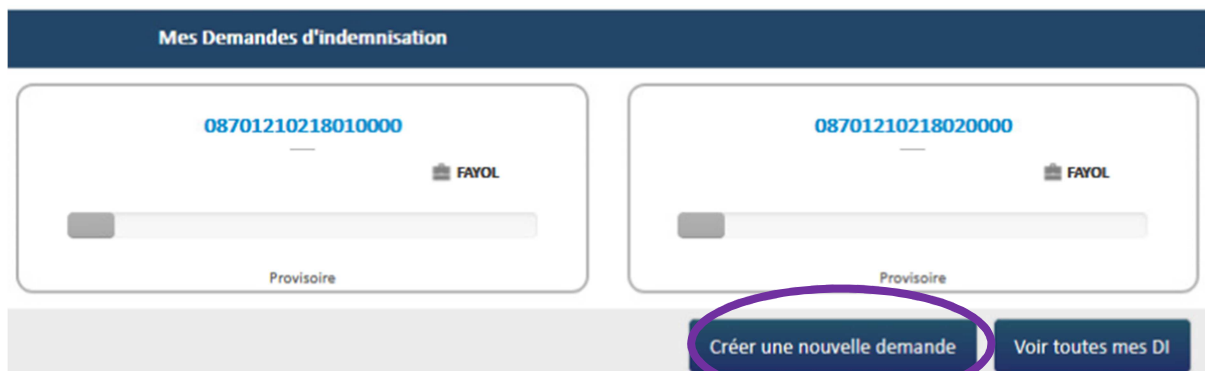 Mes Demandes d'indemnisation
08701210218010000
FAYOL
Provisoire
08701210218020000
FAYOL
Provisoire
Créer une nouvelle demande
Voir toutes mes DI